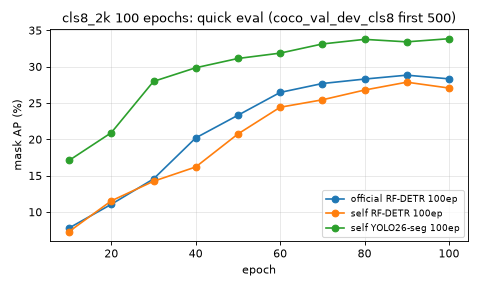 cls8_2k 100 epochs: quick eval (coco_val_dev_cls8 first 500)
mask AP (%)
35
30
25
20
15
10
20
40
60
80
100
epoch
official RF-DETR 100ep
self RF-DETR 100ep
self YOLO26-seg 100ep